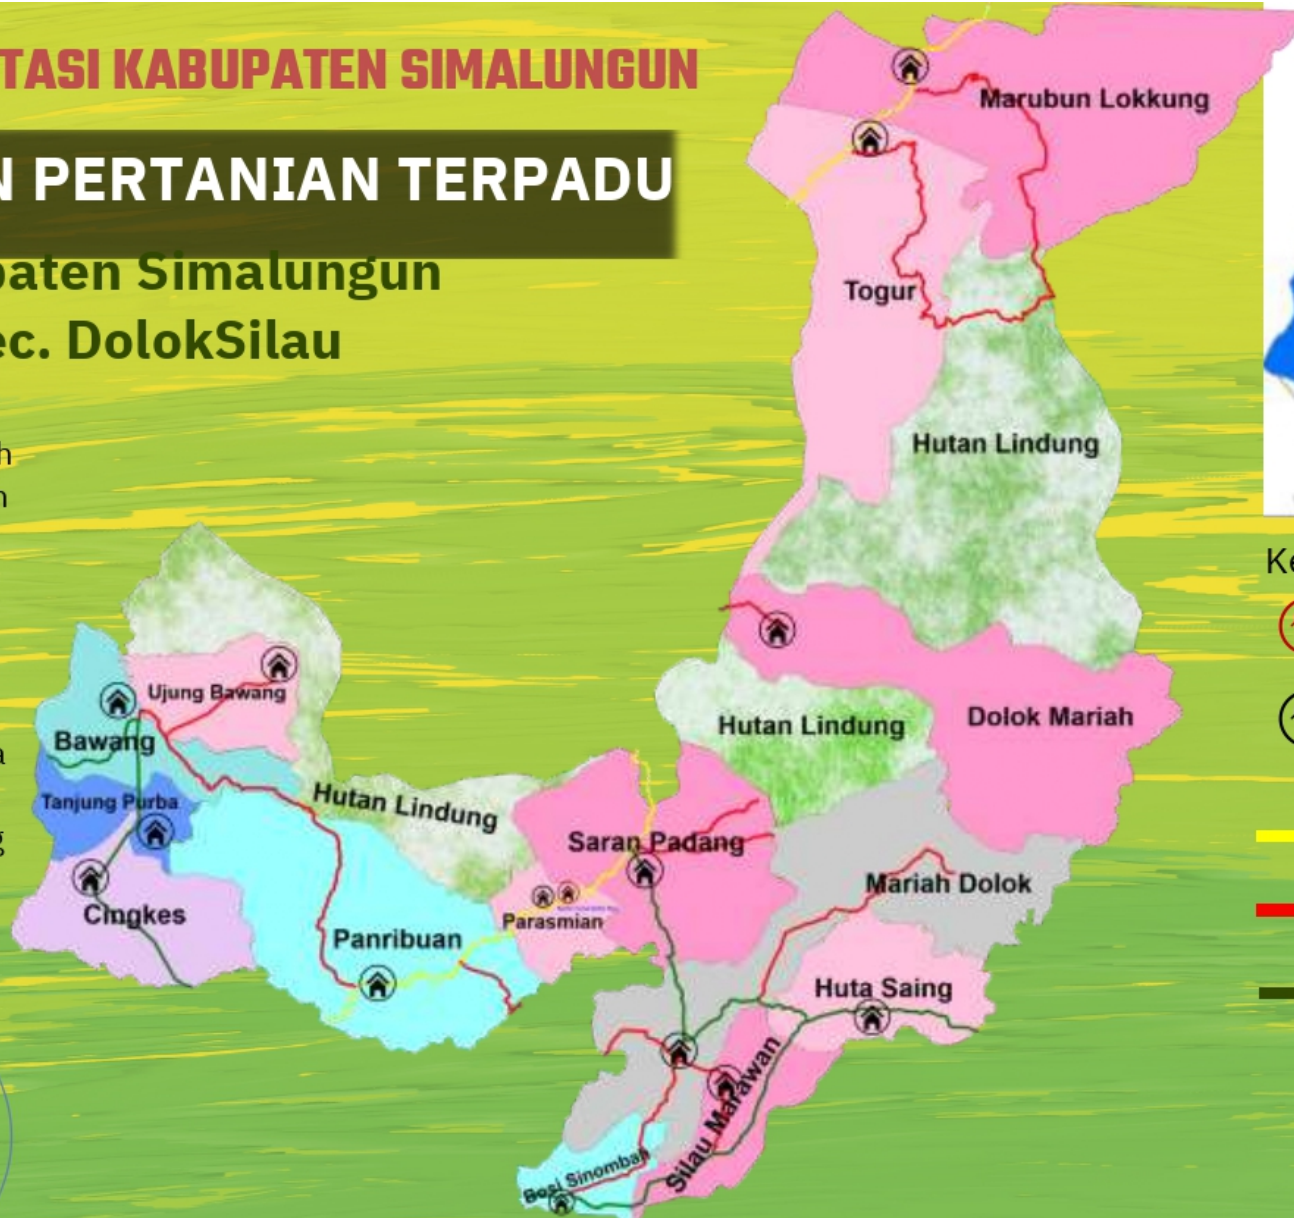 TASI KABUPATEN SIMALUNGUN
N PERTANIAN TERPADU
paten Simalungun
ec. DolokSilau
h
n
a
g
Marubun Lokkung
Togur
Hutan Lindung
Ujung Bawang
Bawang
Tanjung Purba
Cingkes
Hutan Lindung
Panribuan
Hutan Lindung
Dolok Mariah
Saran Padang
Parasmian
Mariah Dolok
Huta Saing
Silau Marawan
Bosi Sinombah
Ke